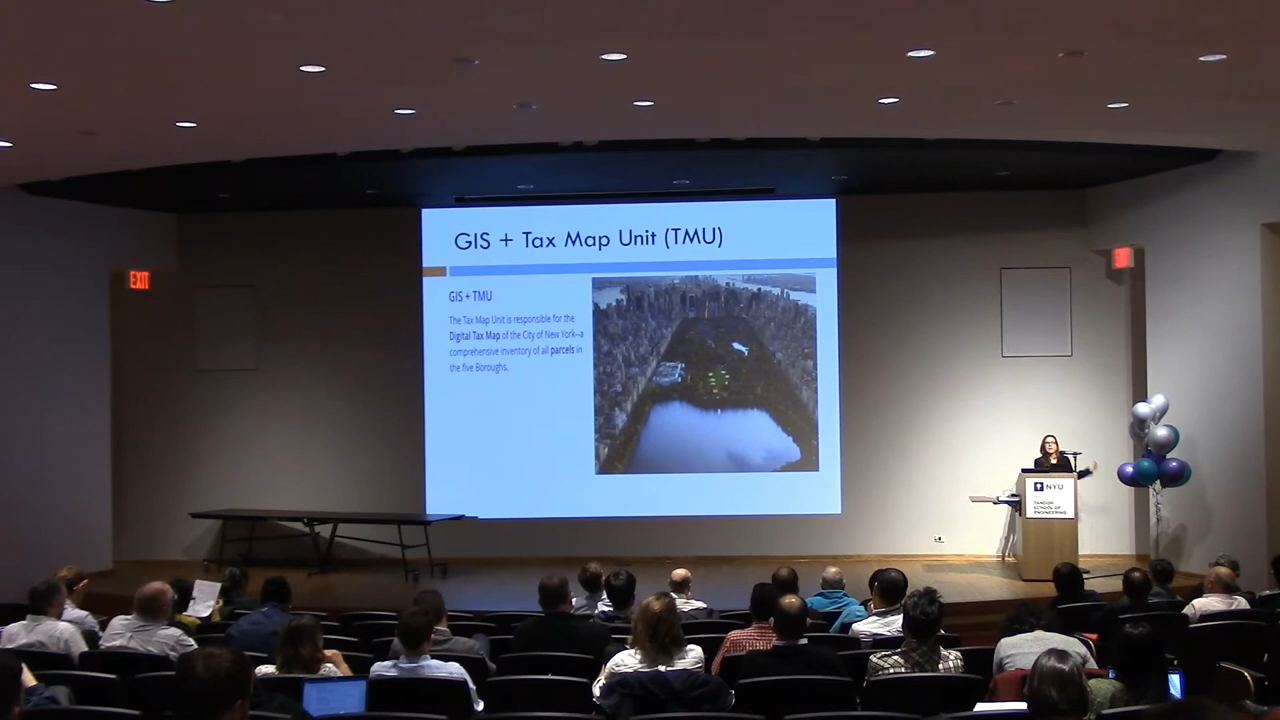 GIS + Tax Map Unit (TMU)
EXIT
GIS + TMU
The Tax Map Unit is responsible for the
Digital Tax Map of the City of New York--a
comprehensive inventory of all parcels in
the five Boroughs.
NYU
TANDON
SCHOOL OF
ENGINEERING